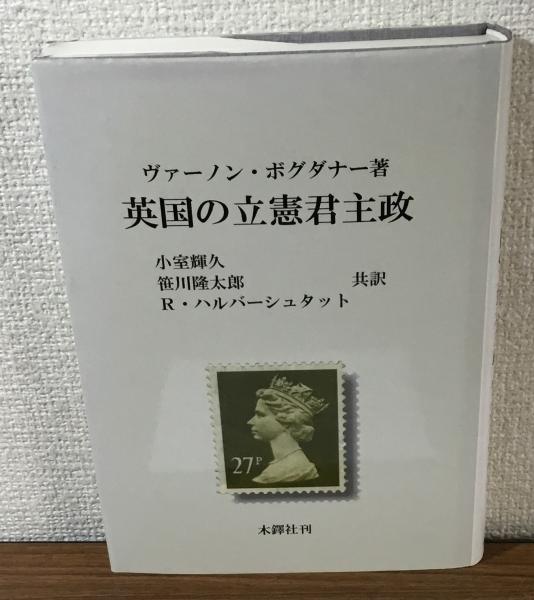 ヴァーノン・ボグダナー著
英国の立憲君主政
小室輝久
笹川隆太郎 共訳
R・ハルバーシュタット
27P
木鐸社刊